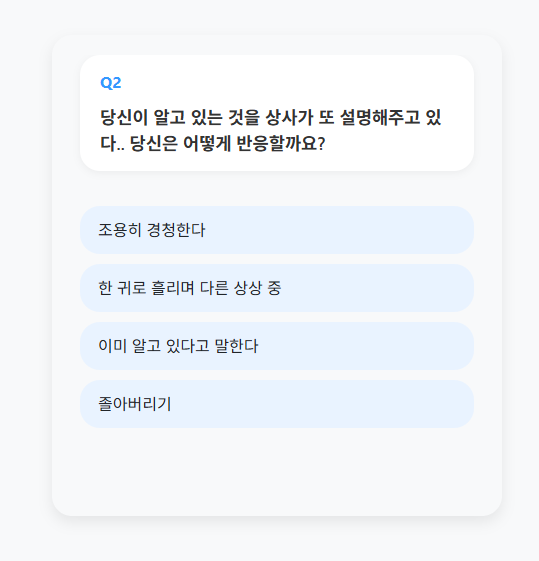 Q2
당신이 알고 있는 것을 상사가 또 설명해주고 있
다.. 당신은 어떻게 반응할까요?
조용히 경청한다
한 귀로 흘리며 다른 상상 중
이미 알고 있다고 말한다
졸아버리기